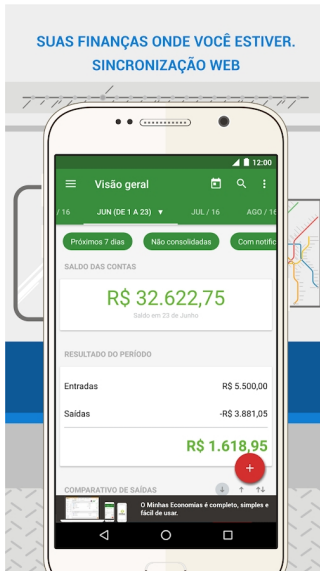 SUAS FINANÇAS ONDE VOCÊ ESTIVER.
SINCRONIZAÇÃO WEB
12:00
Visão geral
/ 16 JUN (DE 1 A 23) ▼ JUL / 16 AGO / 16
Próximos 7 dias Não consolidadas Com notific
SALDO DAS CONTAS
R$ 32.622,75
Saldo em 23 de Junho
RESULTADO DO PERÍODO
Entradas R$ 5.500,00
Saídas -R$ 3.881,05
R$ 1.618,95
+
COMPARATIVO DE SAÍDAS
O Minhas Economias é completo, simples e
fácil de usar.